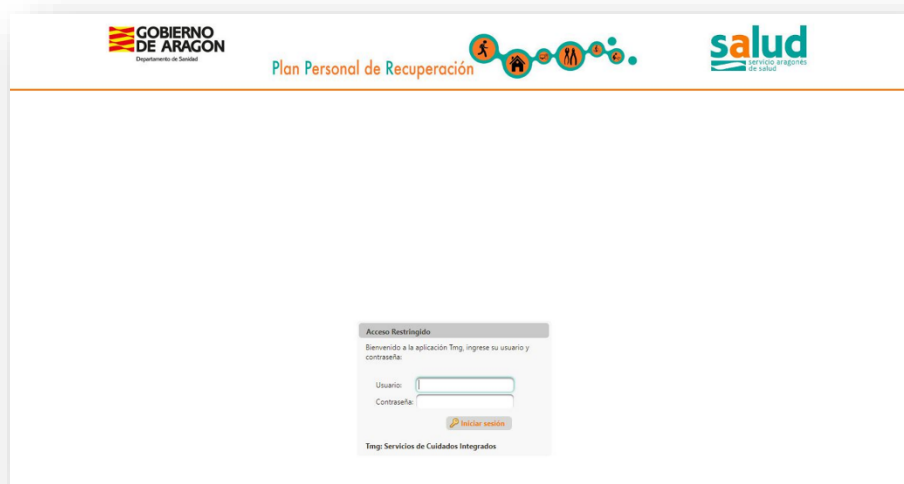 GOBIERNO
DE ARAGON
Departamento de Sanidad
Plan Personal de Recuperación
salud
servicio aragonés
de salud
Acceso Restringido
Bienvenido a la aplicación Tmg, ingrese su usuario y
contraseña:
Usuario:
Contraseña:
Iniciar sesión
Tmg: Servicios de Cuidados Integrados